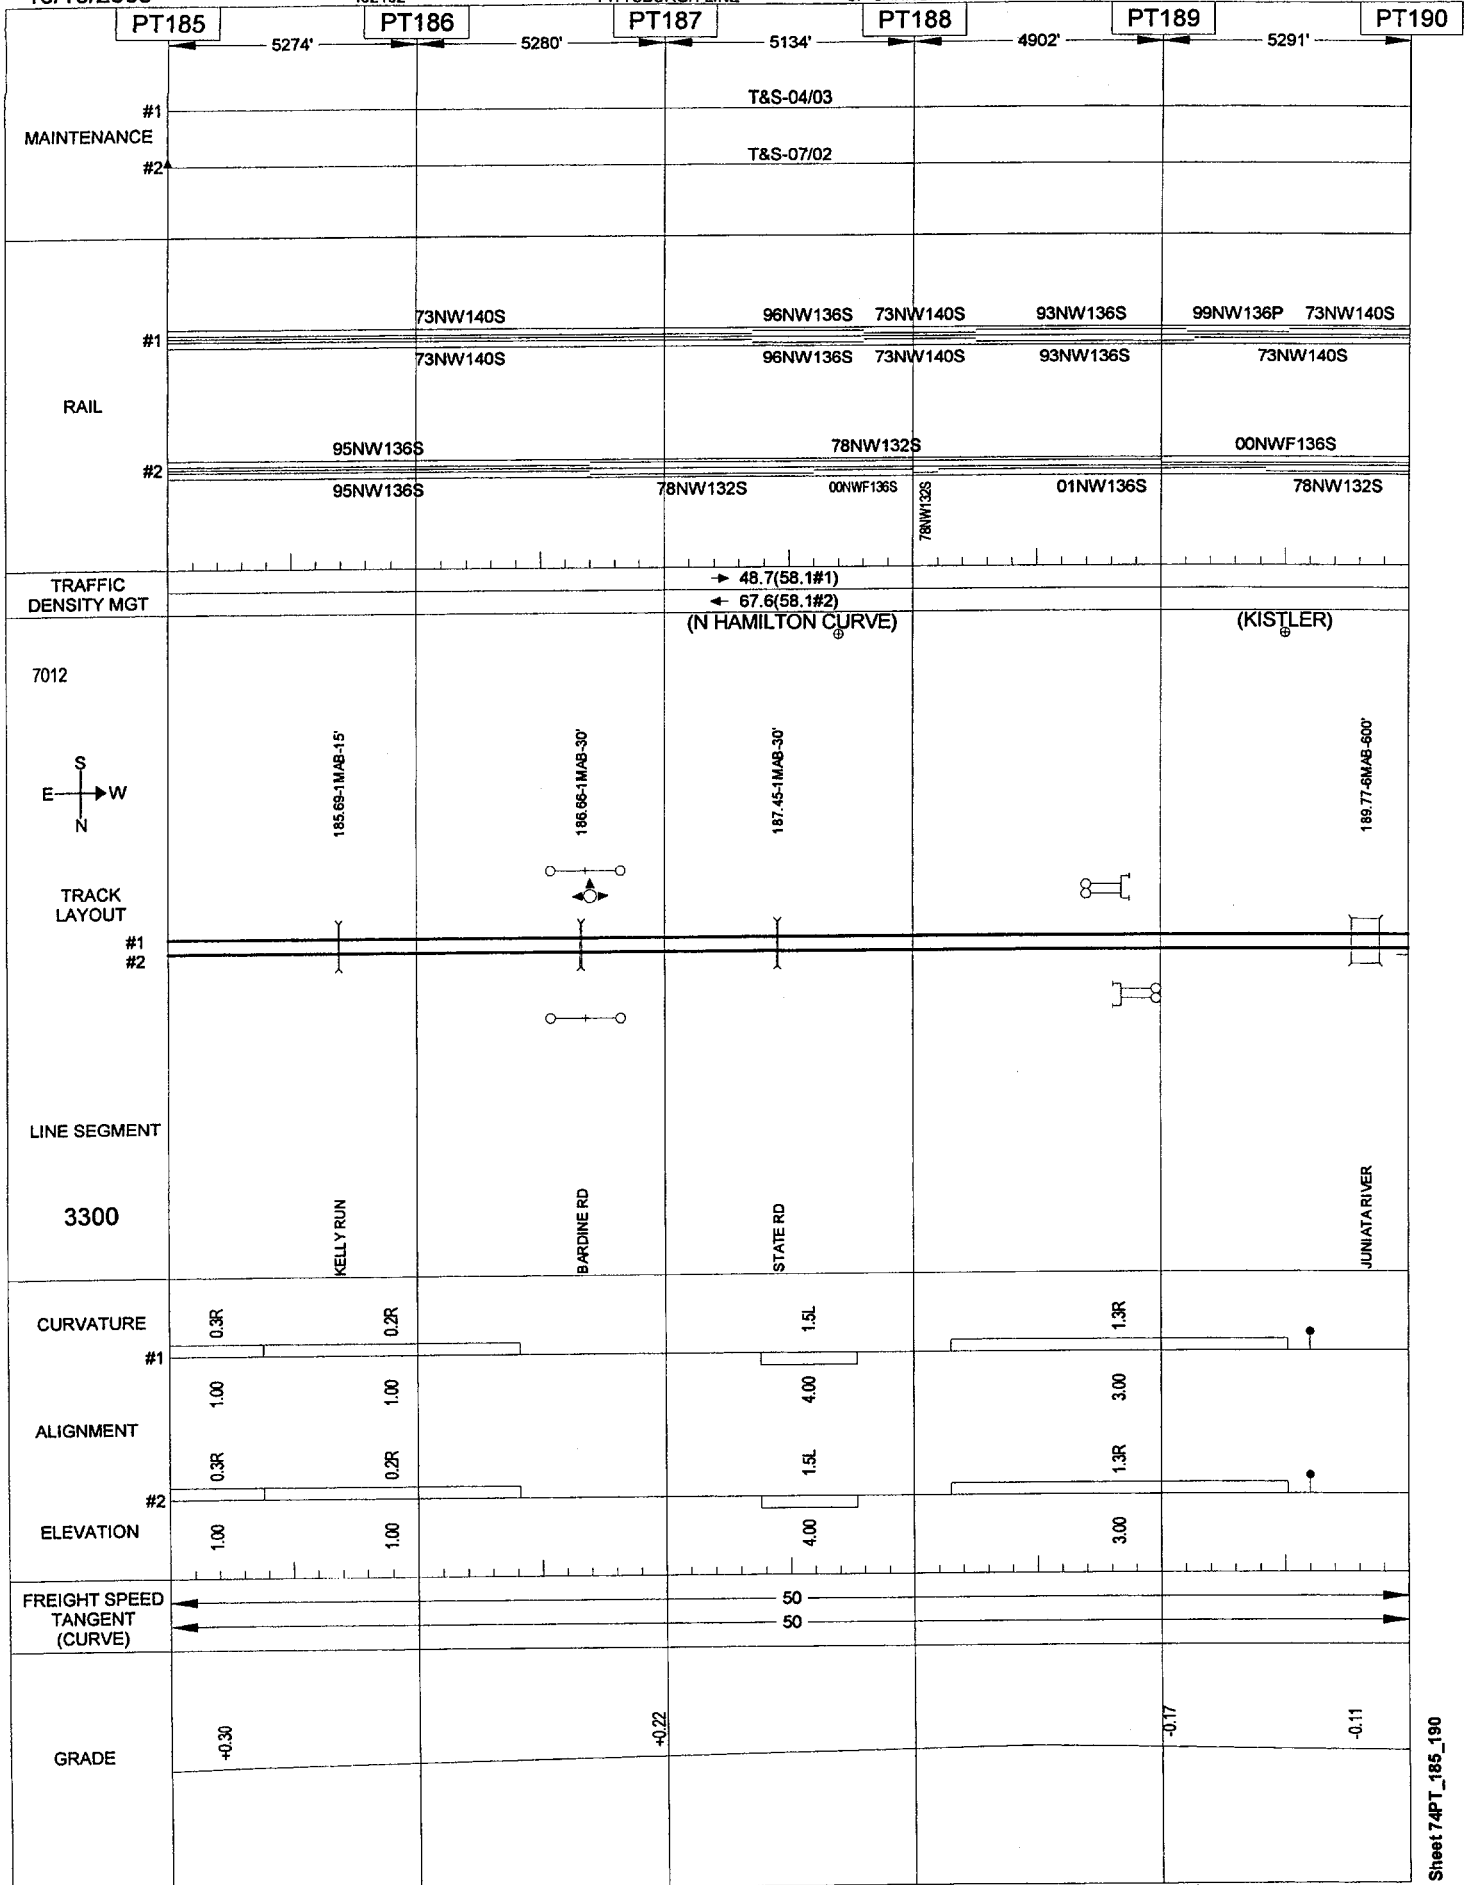 PT185 PT186 PT187 PT188 PT189 PT190
5274' 5280' 5134' 4902' 5291'
MAINTENANCE
#1 T&S-04/03
#2 T&S-07/02
RAIL
73NW140S 96NW136S 73NW140S 93NW136S 99NW136P 73NW140S
#1
73NW140S 96NW136S 73NW140S 93NW136S 73NW140S
95NW136S 78NW132S 00NWF136S
#2
95NW136S 78NW132S 00NWF136S 78NW132S 01NW136S 78NW132S
TRAFFIC
DENSITY MGT
48.7(58.1#1)
67.6(58.1#2)
(N HAMILTON CURVE) (KISTLER)
7012
S
E W
N
185.69-1MAB-15' 186.66-1MAB-30' 187.45-1MAB-30' 189.77-6MAB-600'
TRACK
LAYOUT
#1
#2
LINE SEGMENT
3300
KELLY RUN BARDINE RD STATE RD JUNIATA RIVER
CURVATURE
0.3R 0.2R 1.5L 1.3R
#1
1.00 1.00 4.00 3.00
ALIGNMENT
0.3R 0.2R 1.5L 1.3R
#2
ELEVATION
1.00 1.00 4.00 3.00
FREIGHT SPEED
TANGENT
(CURVE)
50
50
GRADE
+0.30 +0.22 -0.17 -0.11
Sheet 74PT_185_190